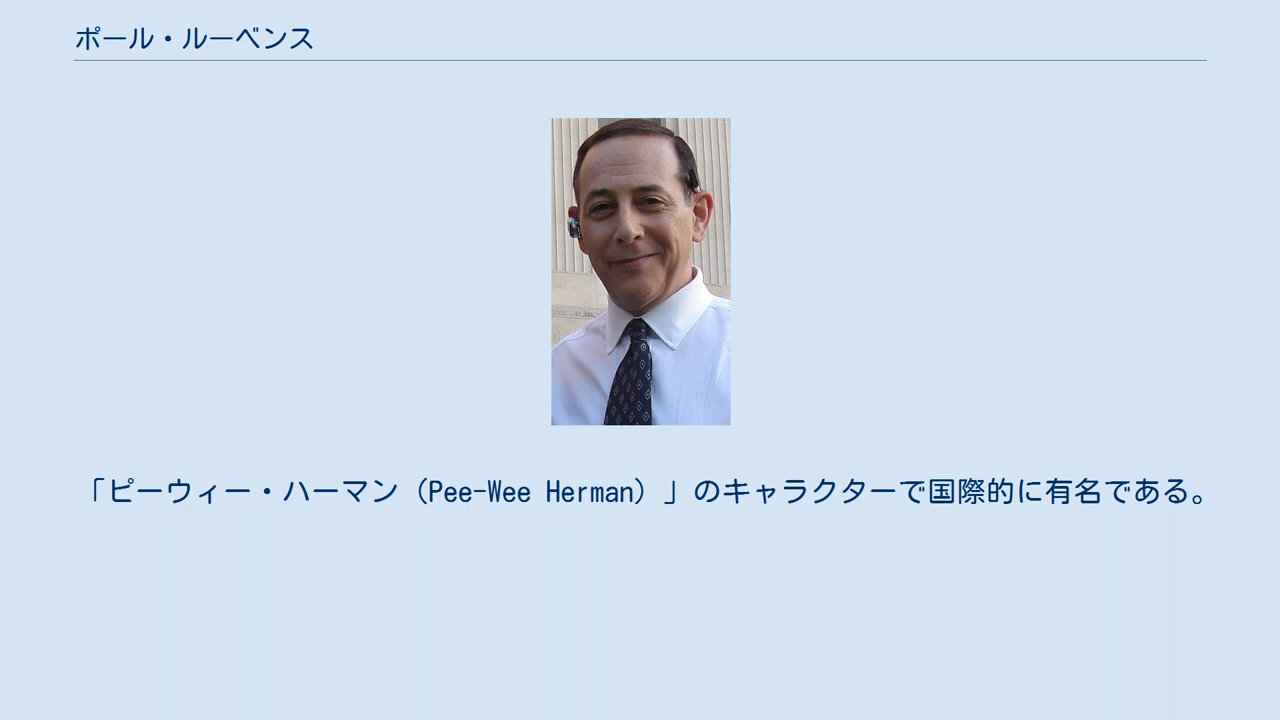 ポール・ルーベンス
「ピーウィー・ハーマン（Pee-Wee Herman）」のキャラクターで国際的に有名である。